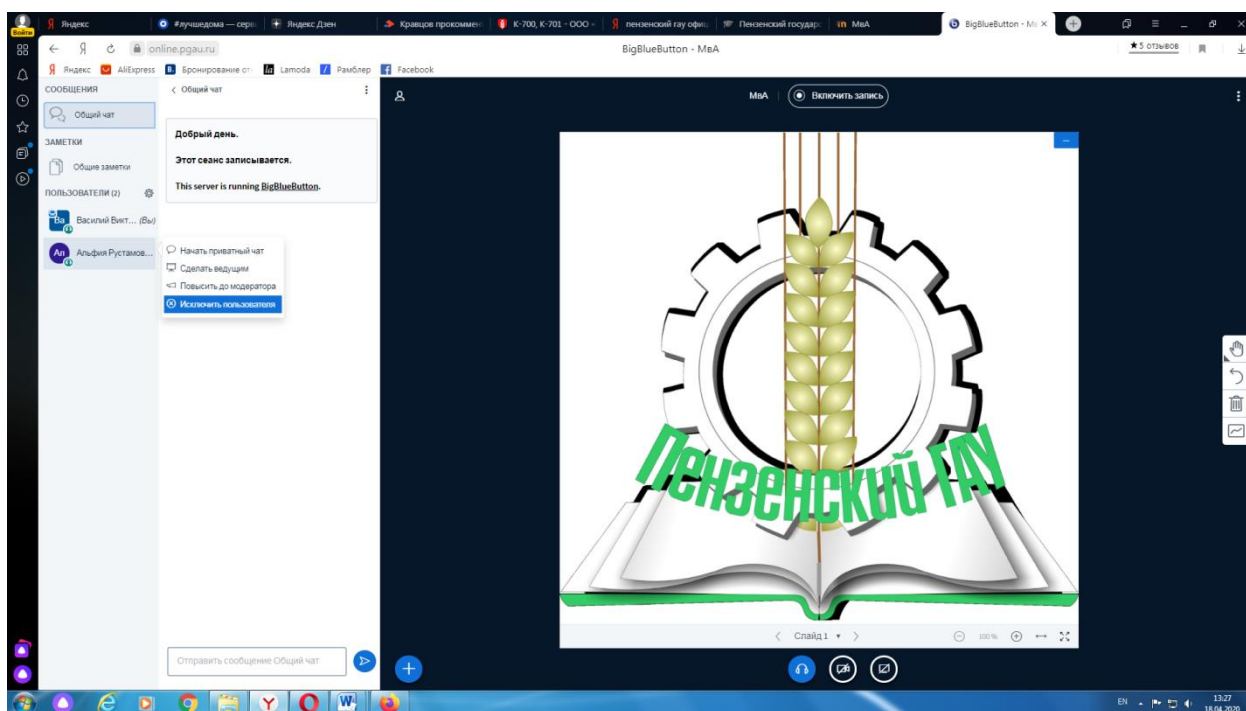 Войти
Яндекс
#лучшедома — серв
Яндекс Дзен
Кравцов прокоммен
К-700, К-701 - ООО -
пензенский гау офиц
Пензенский государс
МвА
BigBlueButton - Мв
online.pgau.ru
BigBlueButton - МвА
★ 5 отзывов
Яндекс
AliExpress
Бронирование от
Lamoda
Рамблер
Facebook
СООБЩЕНИЯ
Общий чат
ЗАМЕТКИ
Общие заметки
ПОЛЬЗОВАТЕЛИ (2)
Ва Василий Викт... (Вы)
Ал Альфия Рустамов...
Общий чат
Добрый день.
Этот сеанс записывается.
This server is running BigBlueButton.
Начать приватный чат
Сделать ведущим
Повысить до модератора
Исключить пользователя
Отправить сообщение Общий чат
МвА
Включить запись
Пензенский ГАУ
Слайд 1
100%
EN
13:27
18.04.2020